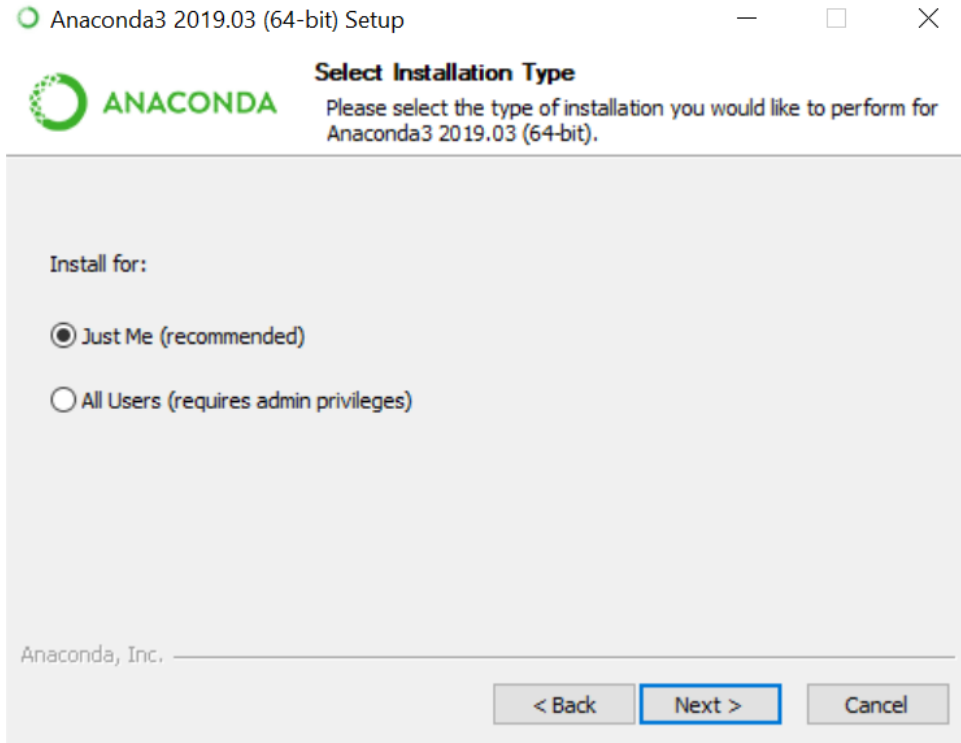 Anaconda3 2019.03 (64-bit) Setup
ANACONDA
Select Installation Type
Please select the type of installation you would like to perform for
Anaconda3 2019.03 (64-bit).
Install for:
Just Me (recommended)
All Users (requires admin privileges)
Anaconda, Inc.
< Back
Next >
Cancel